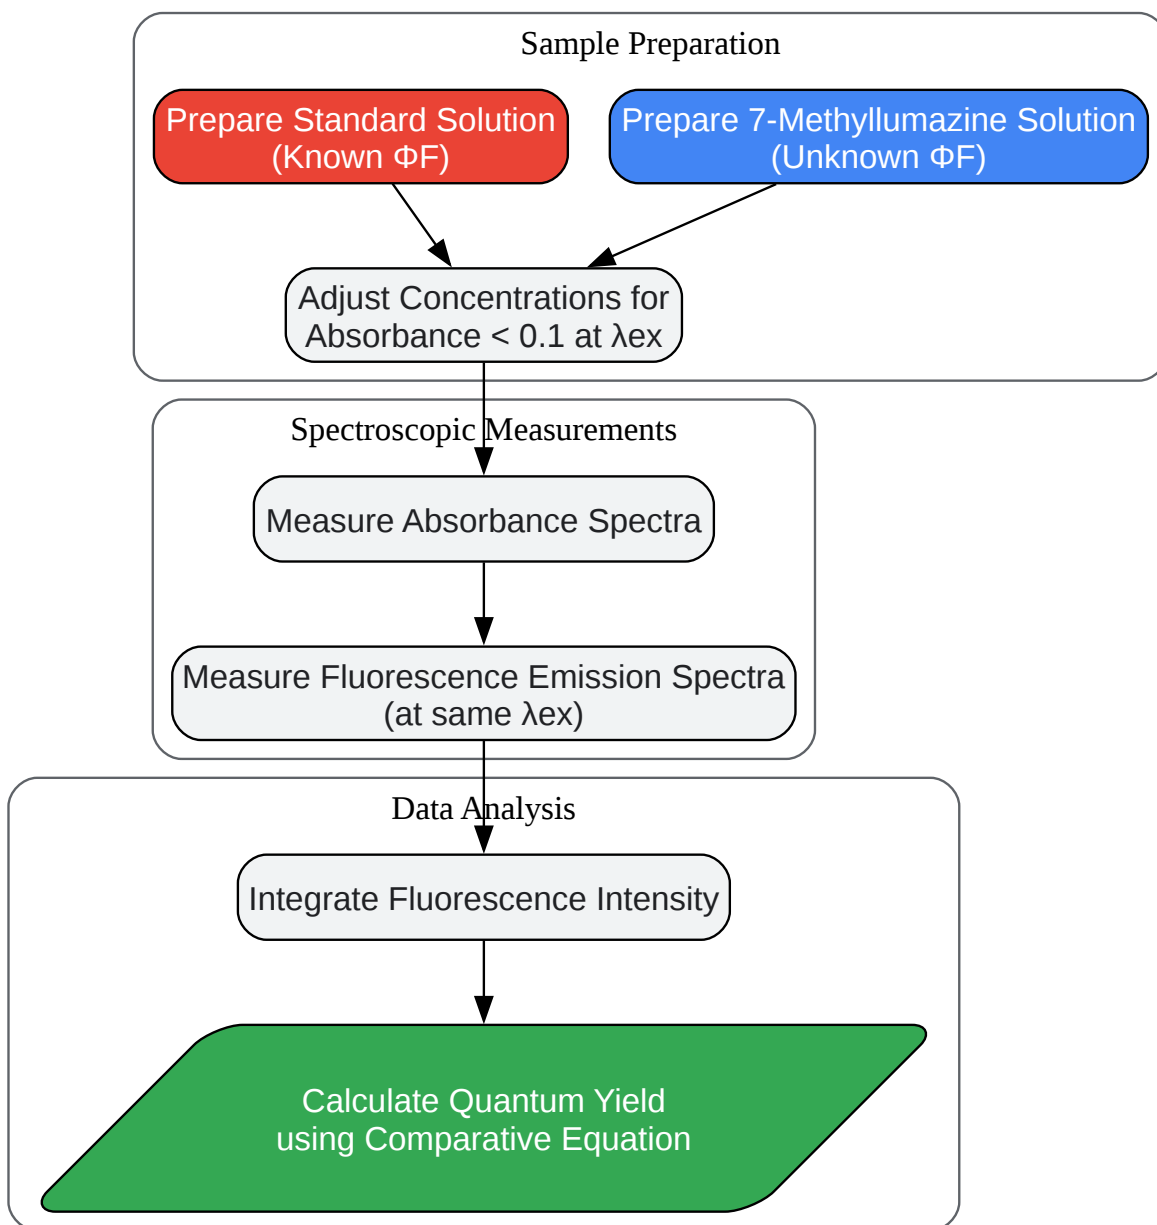 Sample Preparation
Prepare Standard Solution
(Known ΦF)
Prepare 7-Methyllumazine Solution
(Unknown ΦF)
Adjust Concentrations for
Absorbance < 0.1 at λex
Spectroscopic Measurements
Measure Absorbance Spectra
Measure Fluorescence Emission Spectra
(at same λex)
Data Analysis
Integrate Fluorescence Intensity
Calculate Quantum Yield
using Comparative Equation